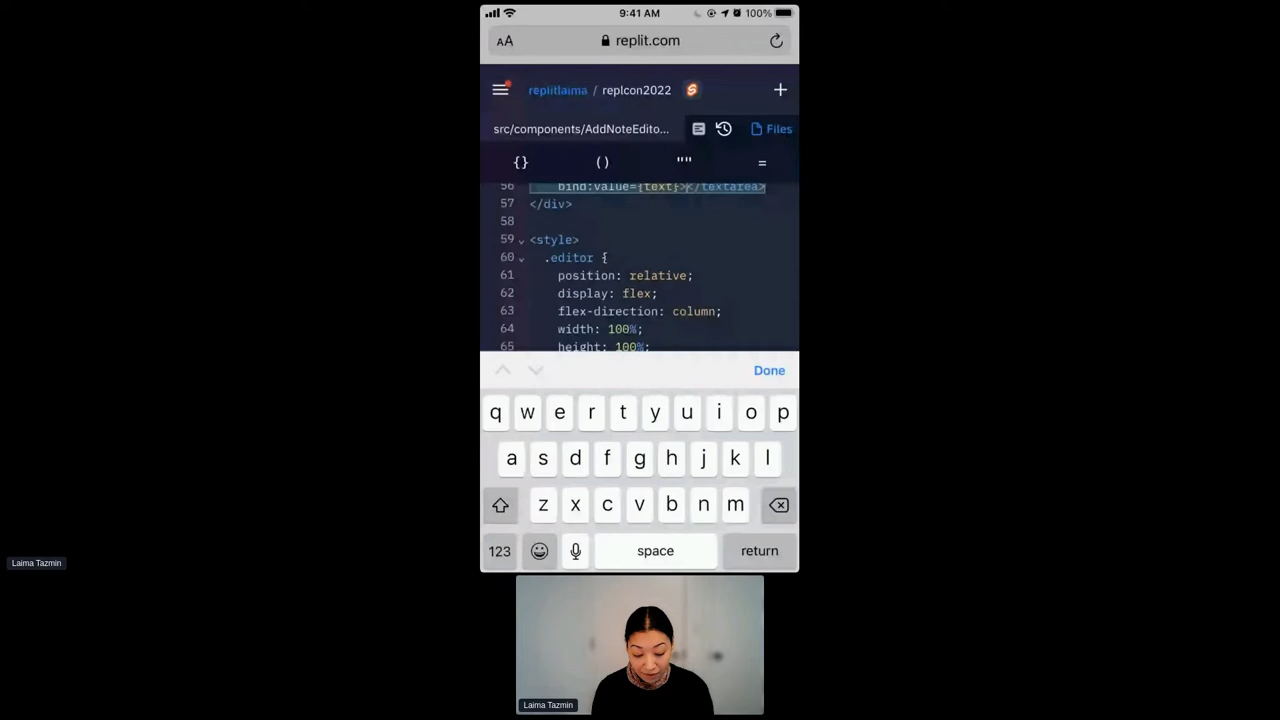 9:41 AM
100%
AA
replit.com
replitlaima / replcon2022
src/components/AddNoteEdito...
Files
{}
()
""
=
56 bind:value={text}></textarea>
57 </div>
58
59 <style>
60 .editor {
61 position: relative;
62 display: flex;
63 flex-direction: column;
64 width: 100%;
65 height: 100%;
Done
q w e r t y u i o p
a s d f g h j k l
z x c v b n m
123
space
return
Laima Tazmin
Laima Tazmin